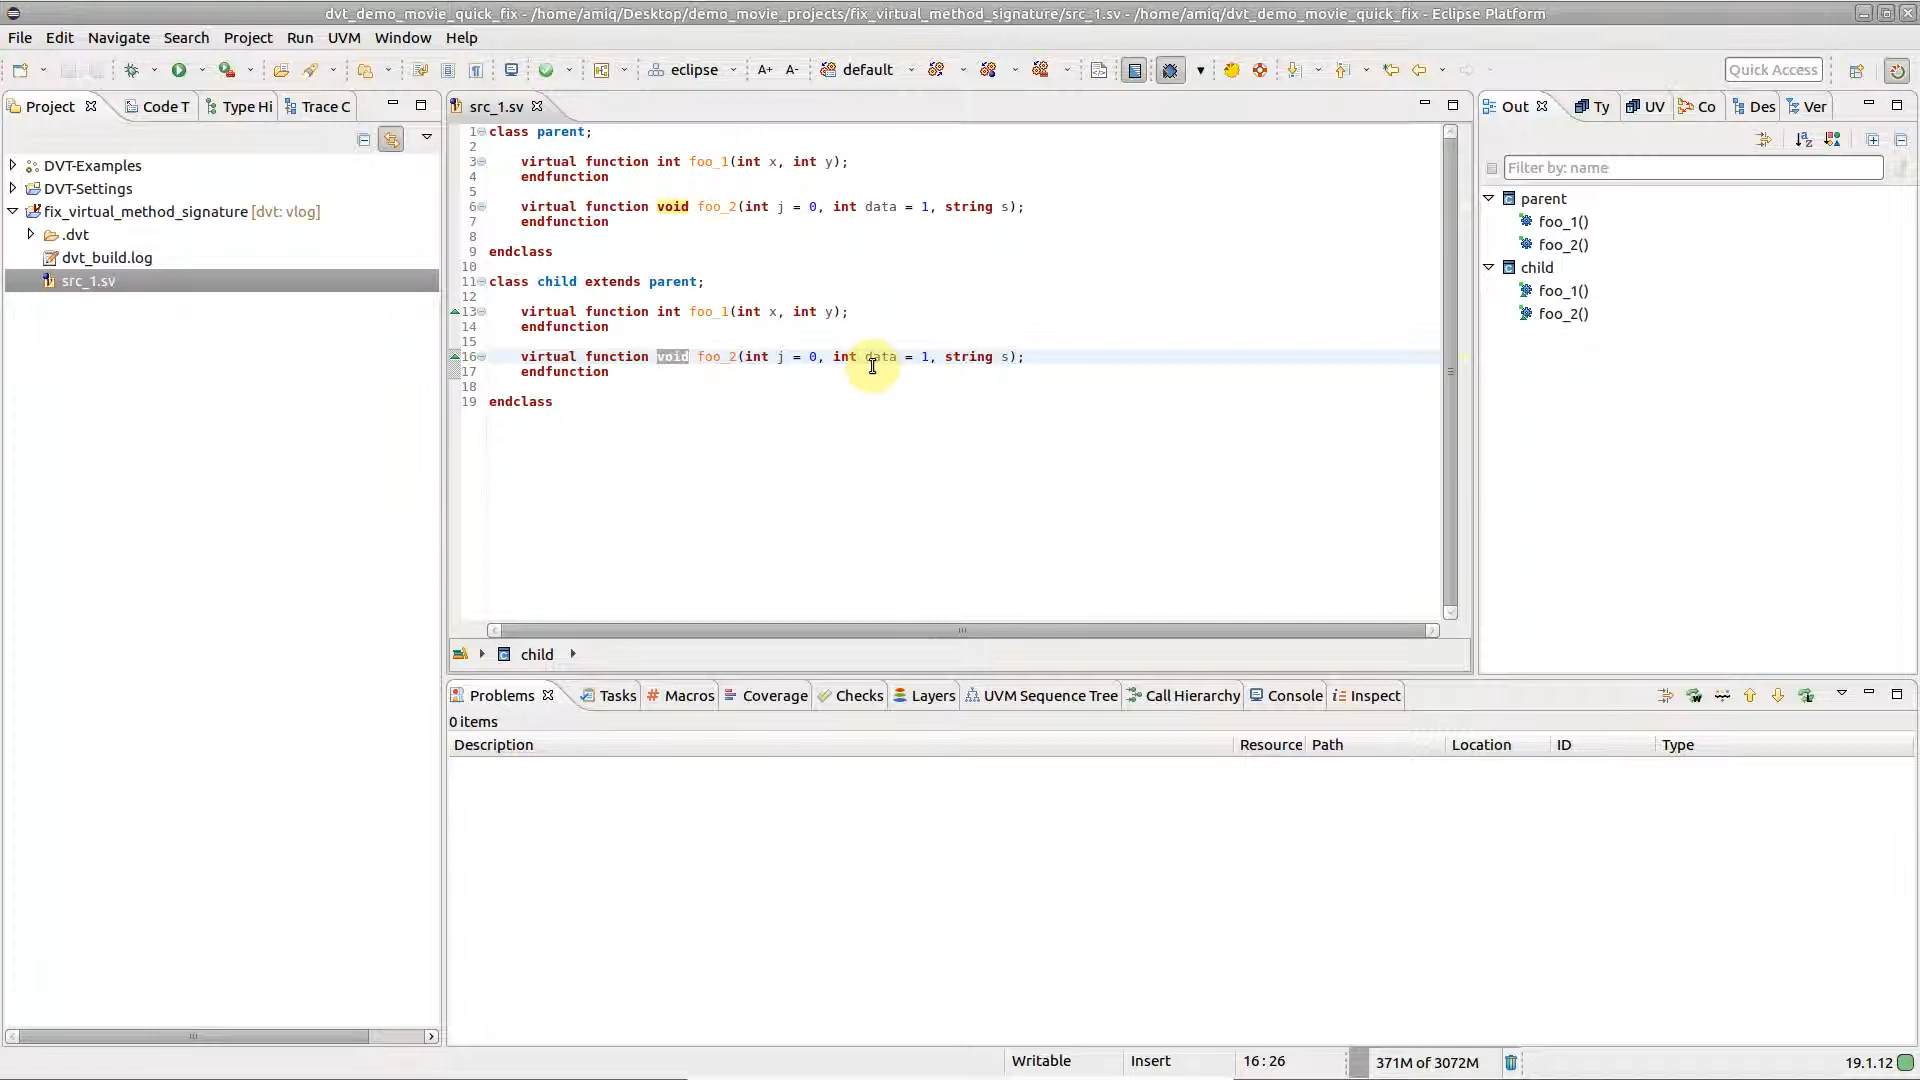 dvt_demo_movie_quick_fix - /home/amiq/Desktop/demo_movie_projects/fix_virtual_method_signature/src_1.sv - /home/amiq/dvt_demo_movie_quick_fix - Eclipse Platform
File Edit Navigate Search Project Run UVM Window Help
eclipse A+ A- default Quick Access
Project Code T Type Hi Trace C
DVT-Examples
DVT-Settings
fix_virtual_method_signature [dvt: vlog]
.dvt
dvt_build.log
src_1.sv
src_1.sv
1 class parent;
2
3 virtual function int foo_1(int x, int y);
4 endfunction
5
6 virtual function void foo_2(int j = 0, int data = 1, string s);
7 endfunction
8
9 endclass
10
11 class child extends parent;
12
13 virtual function int foo_1(int x, int y);
14 endfunction
15
16 virtual function void foo_2(int j = 0, int data = 1, string s);
17 endfunction
18
19 endclass
child
Out Ty UV Co Des Ver
Filter by: name
parent
foo_1()
foo_2()
child
foo_1()
foo_2()
Problems Tasks # Macros Coverage Checks Layers UVM Sequence Tree Call Hierarchy Console Inspect
0 items
Description Resource Path Location ID Type
Writable Insert 16:26 371M of 3072M 19.1.12